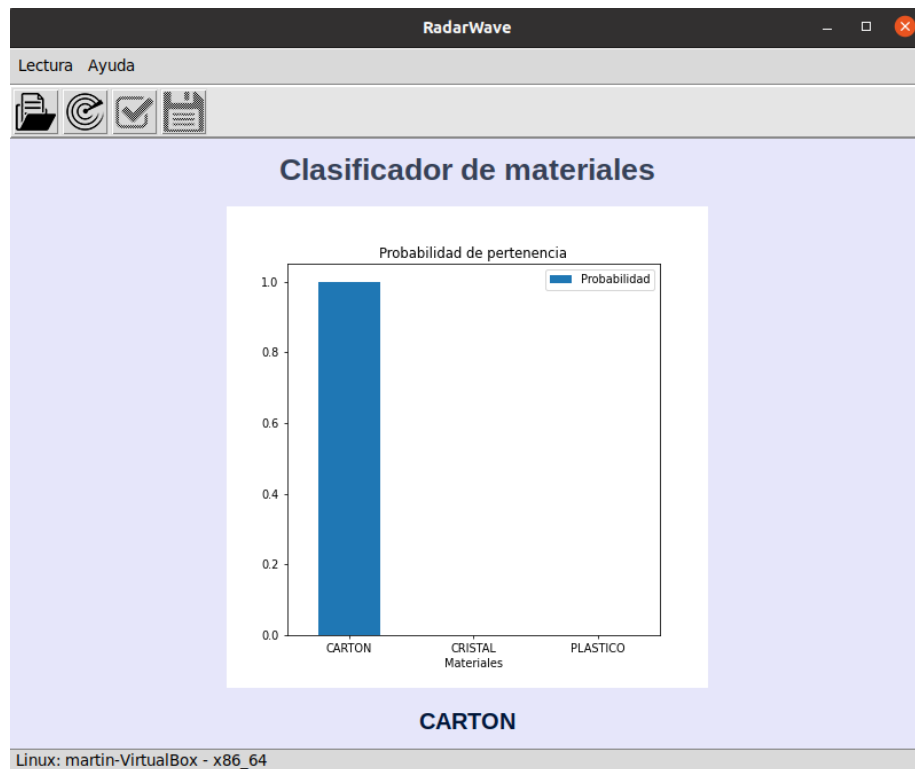 RadarWave
Lectura Ayuda
Clasificador de materiales
Probabilidad de pertenencia
Probabilidad
1.0
0.8
0.6
0.4
0.2
0.0
CARTON CRISTAL PLASTICO
Materiales
CARTON
Linux: martin-VirtualBox - x86_64